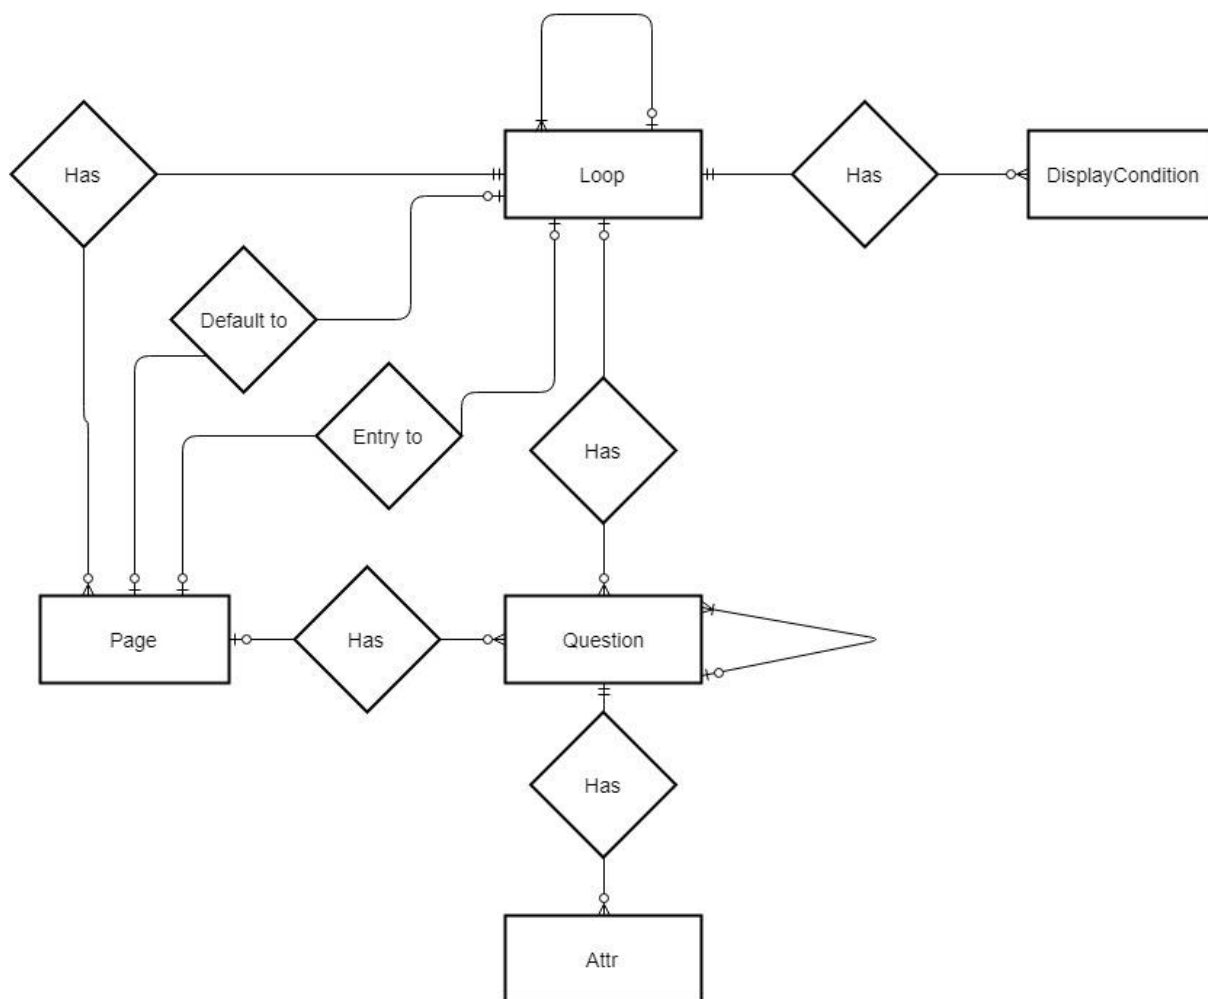 Has
Loop
Has
DisplayCondition
Default to
Entry to
Has
Page
Has
Question
Has
Attr